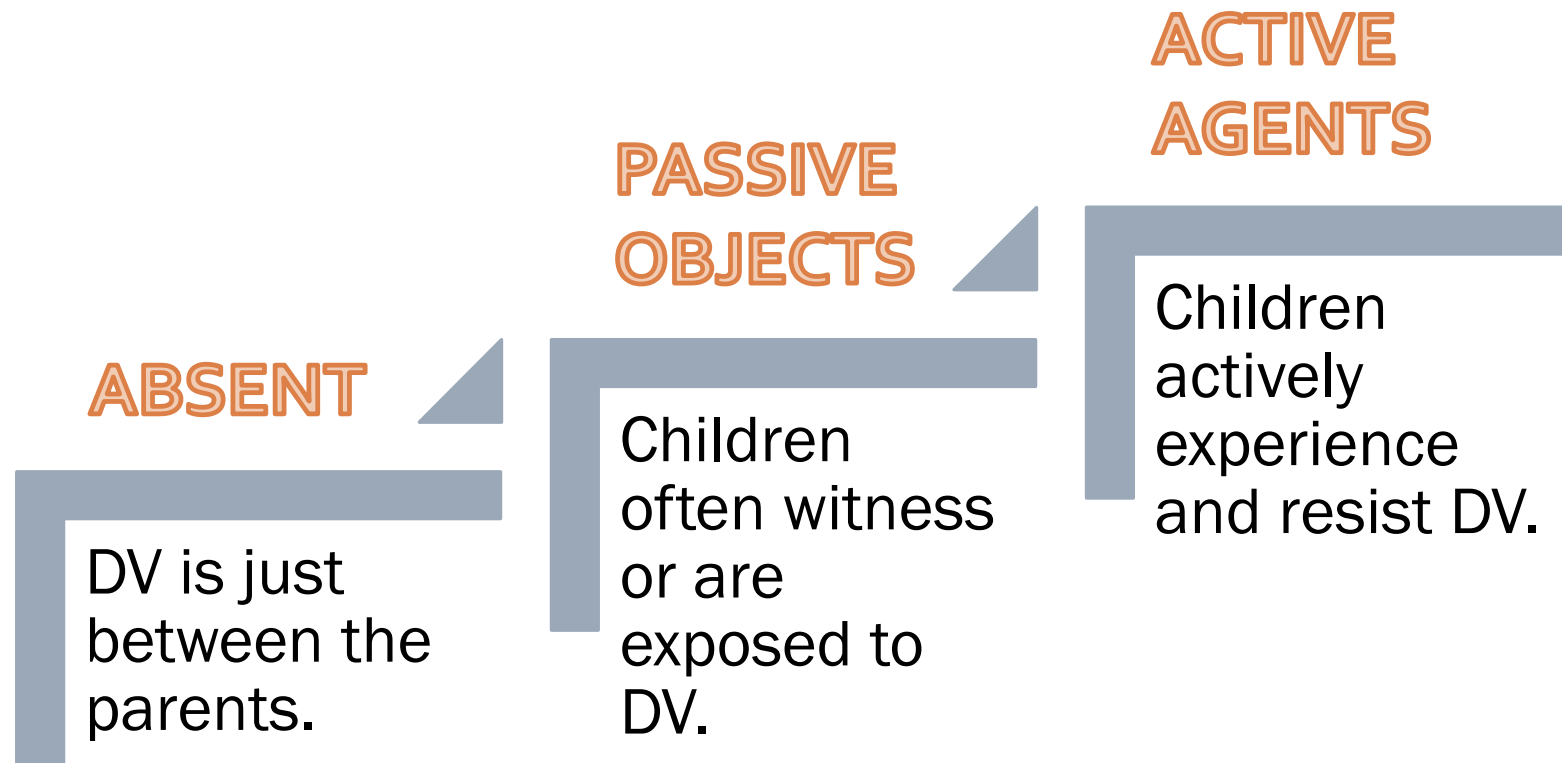 ABSENT
DV is just
between the
parents.
PASSIVE
OBJECTS
Children
often witness
or are
exposed to
DV.
ACTIVE
AGENTS
Children
actively
experience
and resist DV.